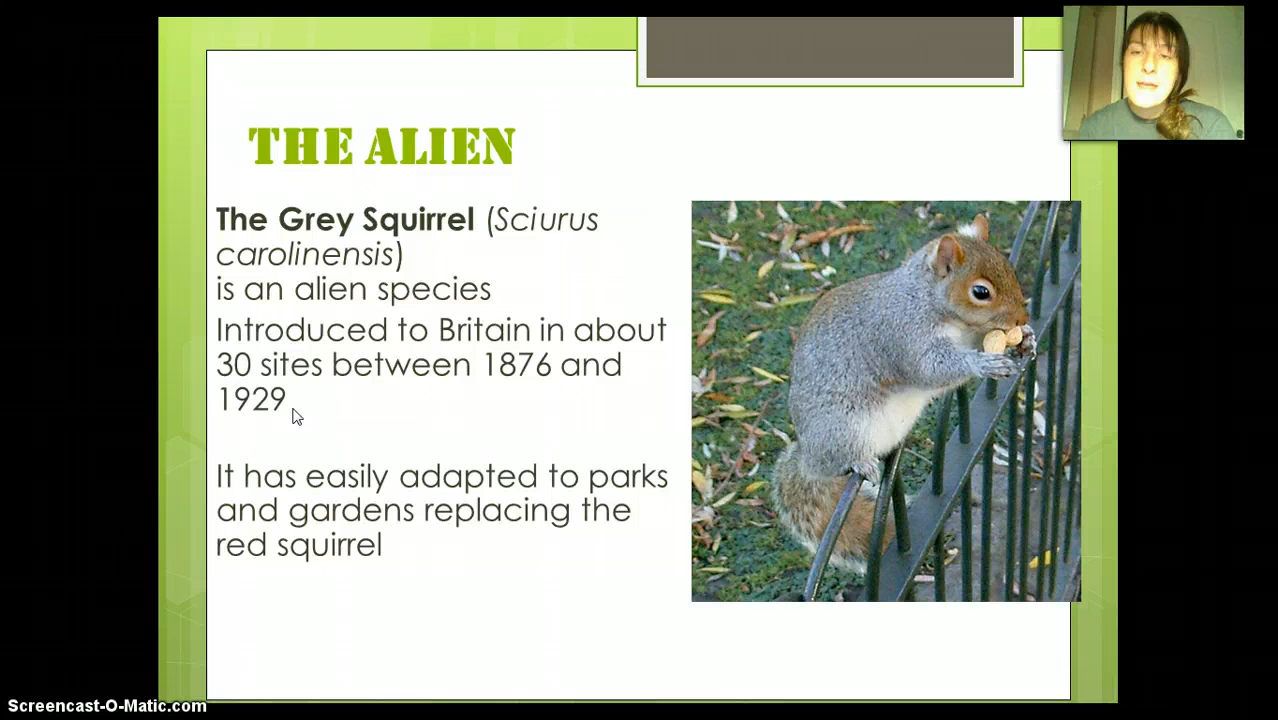 THE ALIEN
The Grey Squirrel (Sciurus
carolinensis)
is an alien species
Introduced to Britain in about
30 sites between 1876 and
1929
It has easily adapted to parks
and gardens replacing the
red squirrel
Screencast-O-Matic.com